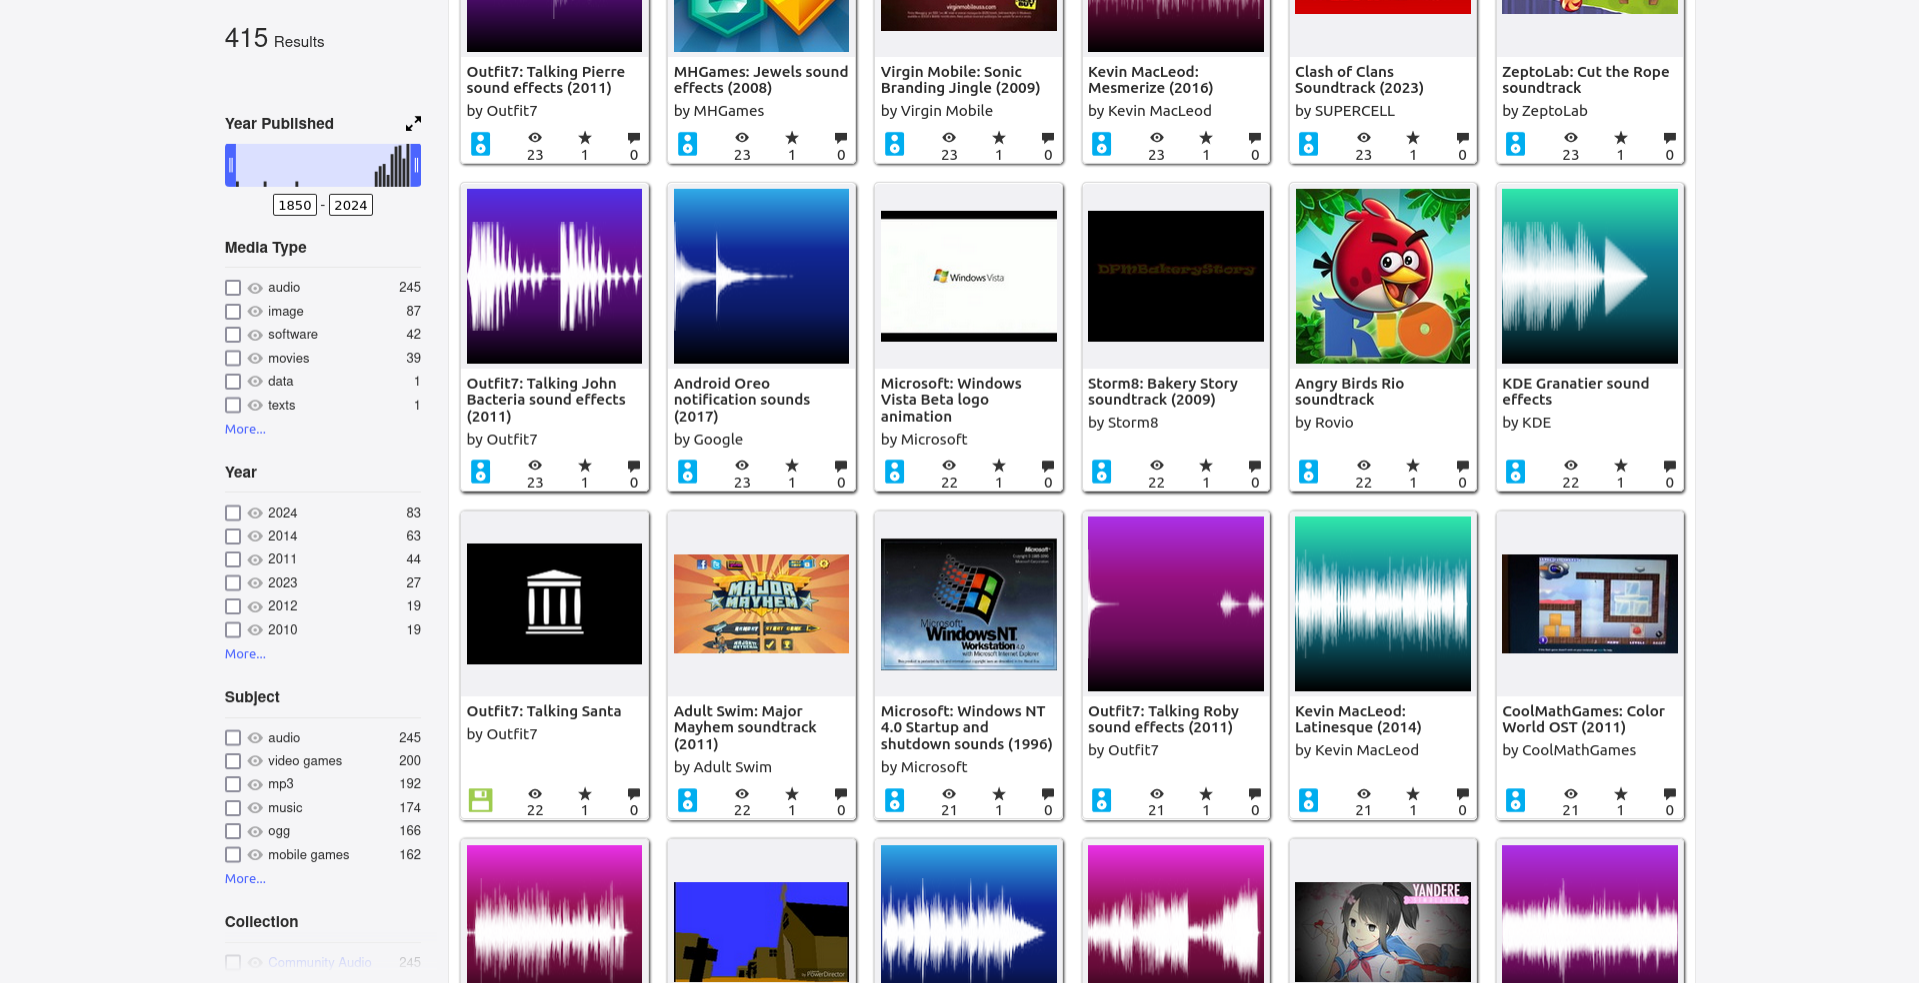 415 Results
Year Published
1850 - 2024
Media Type
audio 245
image 87
software 42
movies 39
data 1
texts 1
More...
Year
2024 83
2014 63
2011 44
2023 27
2012 19
2010 19
More...
Subject
audio 245
video games 200
mp3 192
music 174
ogg 166
mobile games 162
More...
Collection
Community Audio 245
virginmobileusa.com
Outfit7: Talking Pierre
sound effects (2011)
by Outfit7
23 1 0
MHGames: Jewels sound
effects (2008)
by MHGames
23 1 0
Virgin Mobile: Sonic
Branding Jingle (2009)
by Virgin Mobile
23 1 0
Kevin MacLeod:
Mesmerize (2016)
by Kevin MacLeod
23 1 0
Clash of Clans
Soundtrack (2023)
by SUPERCELL
23 1 0
ZeptoLab: Cut the Rope
soundtrack
by ZeptoLab
23 1 0
Outfit7: Talking John
Bacteria sound effects
(2011)
by Outfit7
23 1 0
Android Oreo
notification sounds
(2017)
by Google
23 1 0
Windows Vista
Microsoft: Windows
Vista Beta logo
animation
by Microsoft
22 1 0
DPMBakeryStory
Storm8: Bakery Story
soundtrack (2009)
by Storm8
22 1 0
RIO
Angry Birds Rio
soundtrack
by Rovio
22 1 0
KDE Granatier sound
effects
by KDE
22 1 0
Outfit7: Talking Santa
by Outfit7
22 1 0
MAJOR
MAYHEM
Adult Swim: Major
Mayhem soundtrack
(2011)
by Adult Swim
22 1 0
Microsoft
Microsoft
WindowsNT
Workstation 4.0
with Microsoft Internet Explorer
Microsoft: Windows NT
4.0 Startup and
shutdown sounds (1996)
by Microsoft
21 1 0
Outfit7: Talking Roby
sound effects (2011)
by Outfit7
21 1 0
Kevin MacLeod:
Latinesque (2014)
by Kevin MacLeod
21 1 0
CoolMathGames: Color
World OST (2011)
by CoolMathGames
21 1 0
by PowerDirector
YANDERE